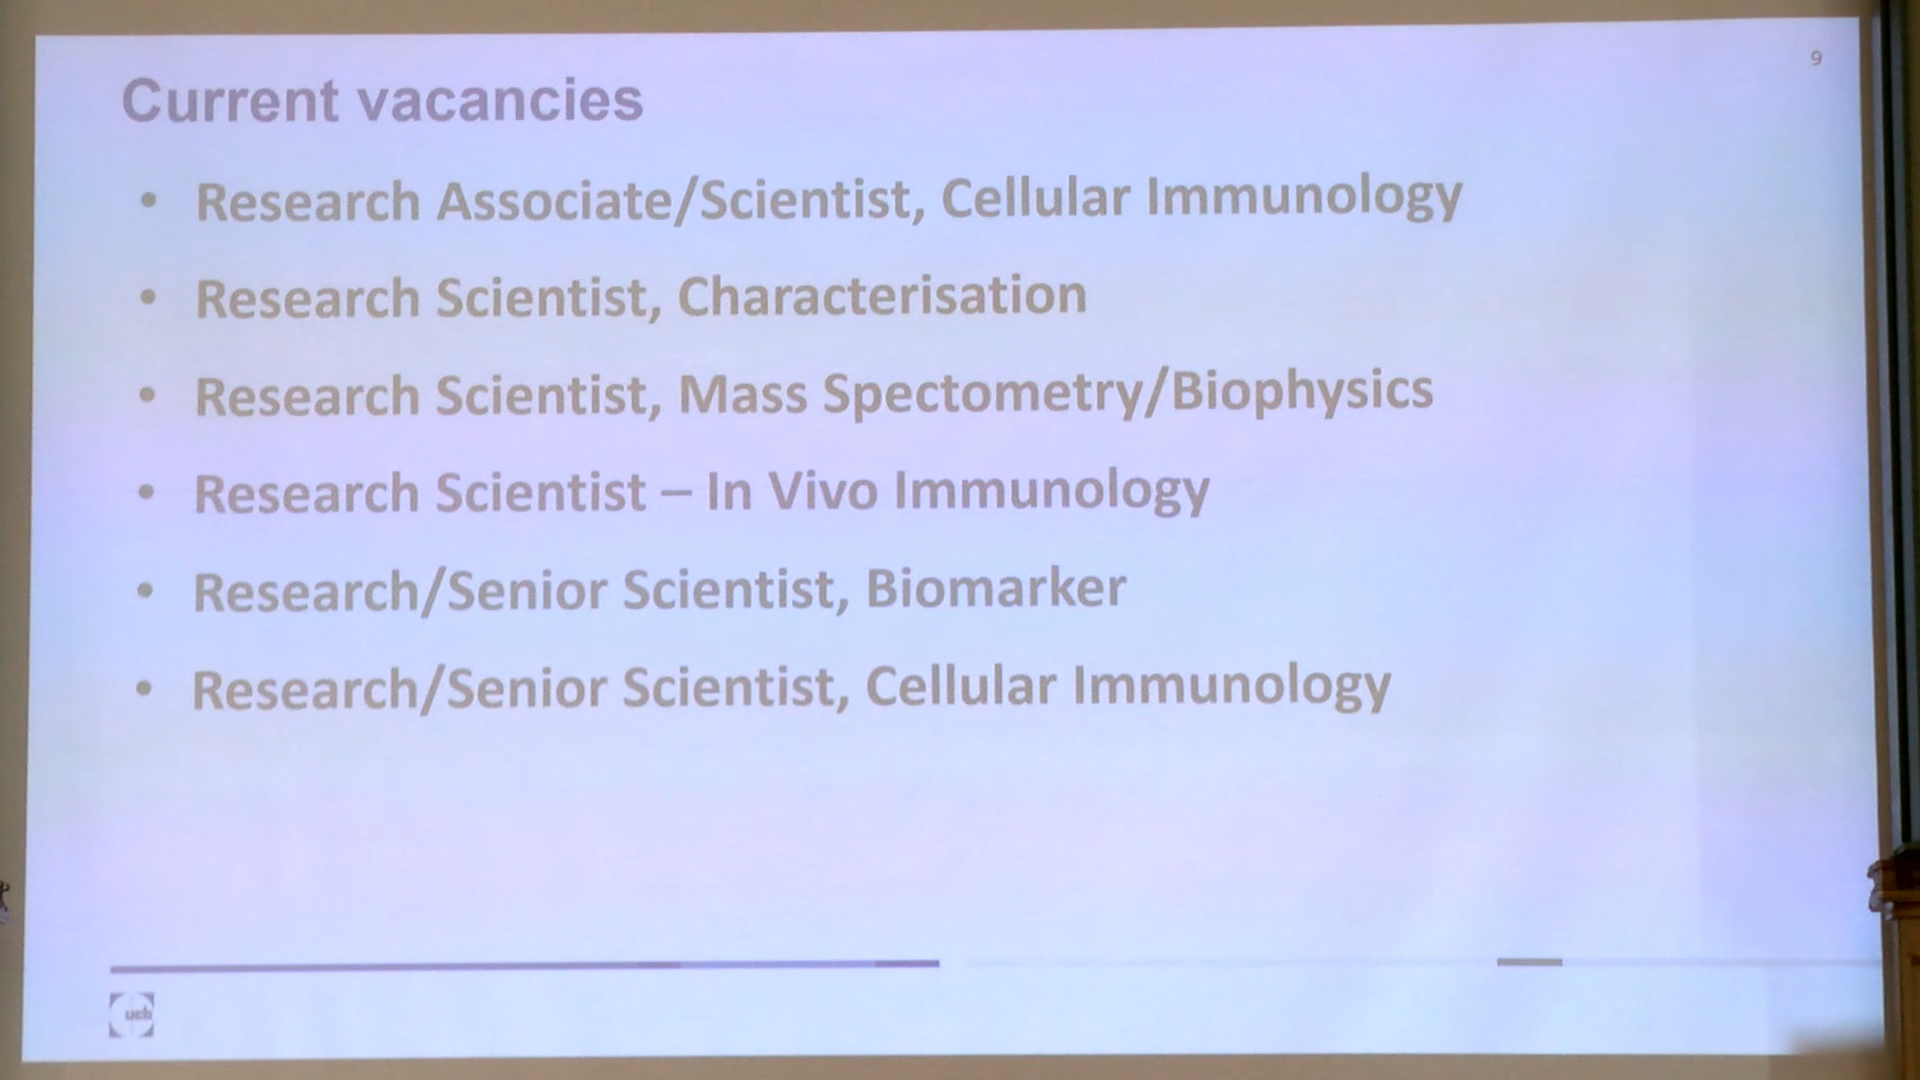 9
Current vacancies
• Research Associate/Scientist, Cellular Immunology
• Research Scientist, Characterisation
• Research Scientist, Mass Spectometry/Biophysics
• Research Scientist – In Vivo Immunology
• Research/Senior Scientist, Biomarker
• Research/Senior Scientist, Cellular Immunology
ucb